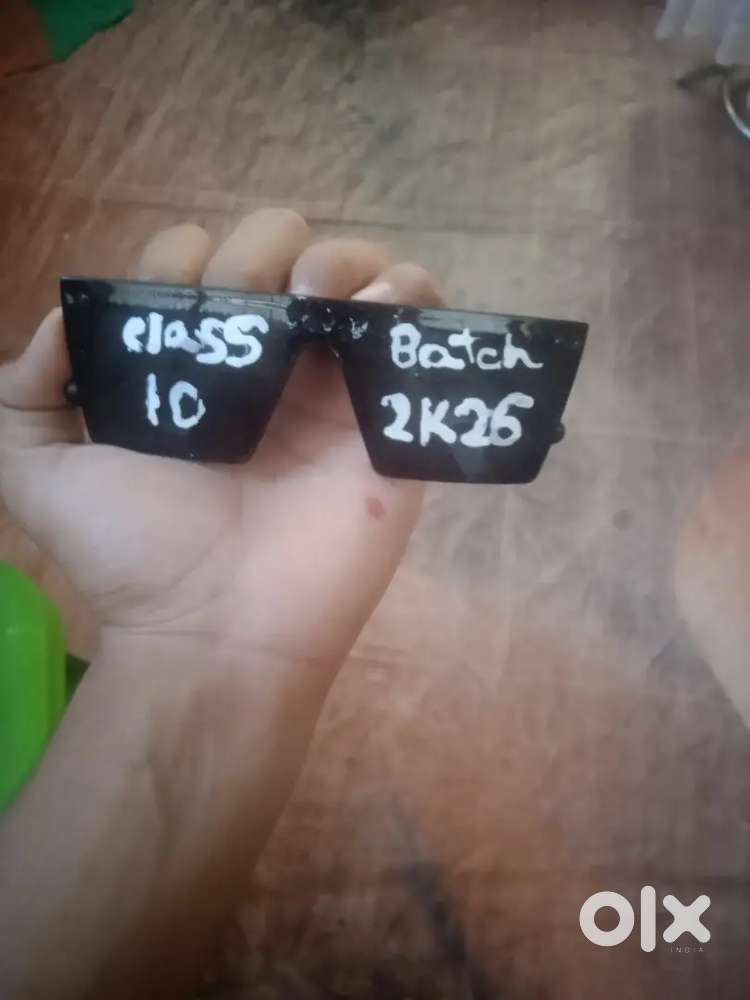 class
10
Batch
2K26
olx
INDIA